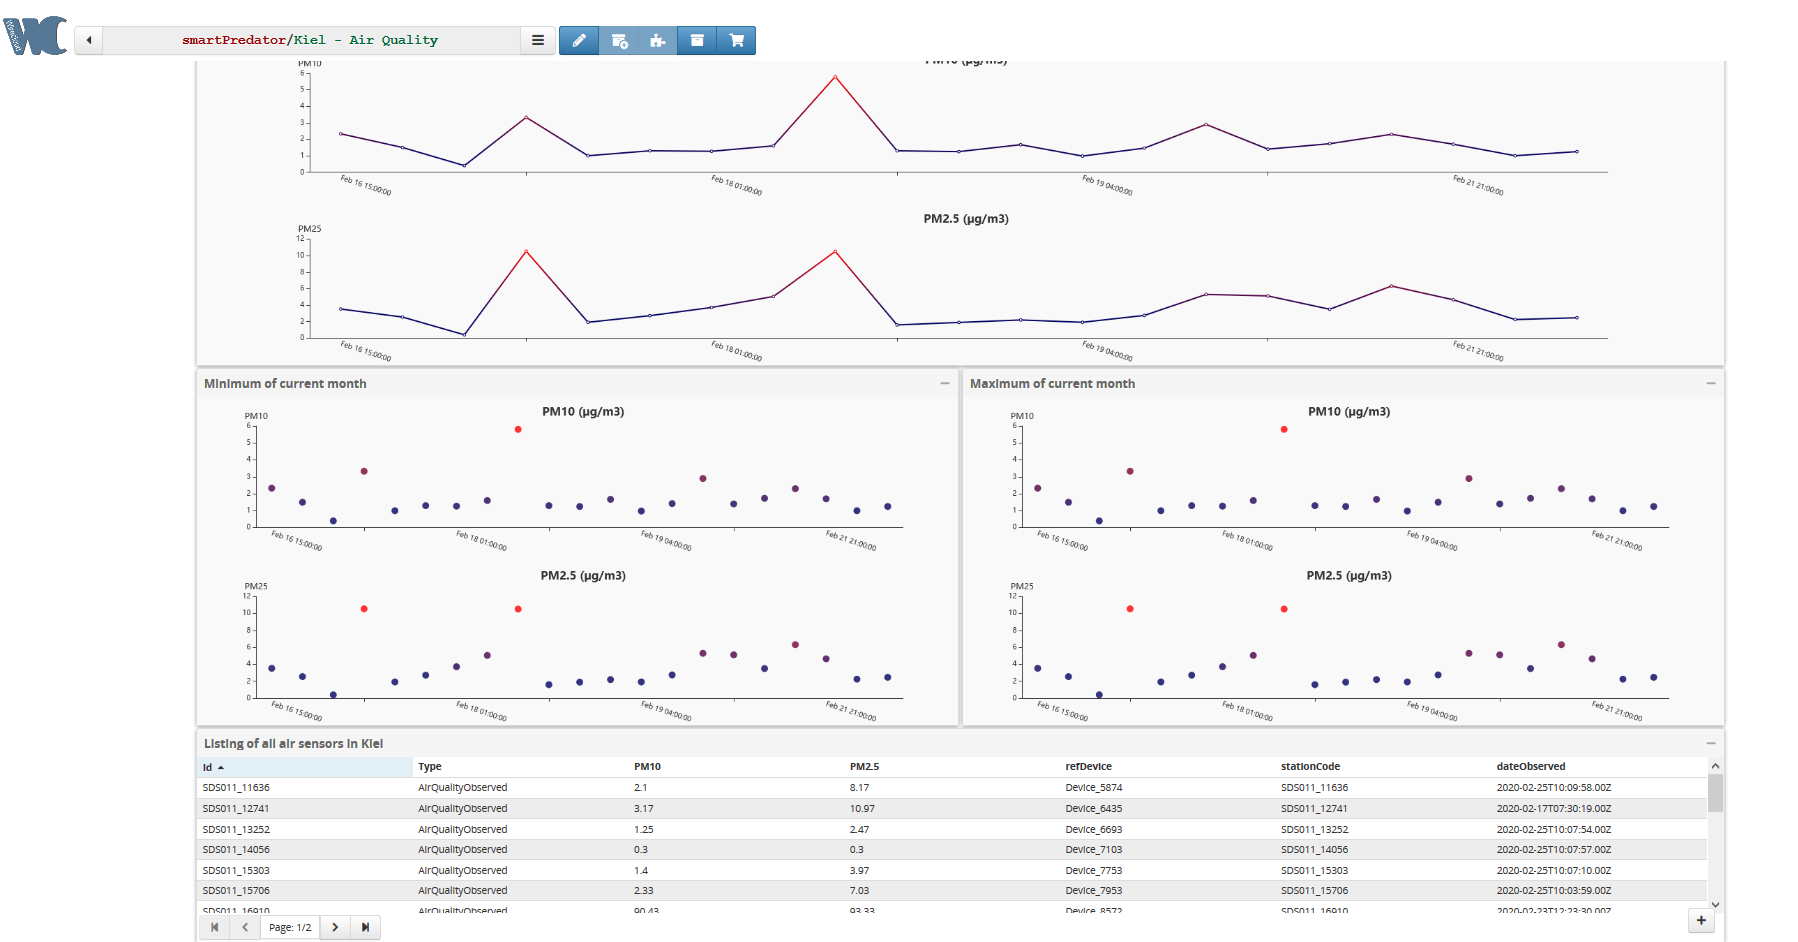 WC
smartPredator/Kiel - Air Quality
PM10 (µg/m3)
PM10
6
5
4
3
2
1
0
Feb 16 15:00:00 Feb 18 01:00:00 Feb 19 04:00:00 Feb 21 21:00:00
PM2.5 (µg/m3)
PM25
12
10
8
6
4
2
0
Feb 16 15:00:00 Feb 18 01:00:00 Feb 19 04:00:00 Feb 21 21:00:00
Minimum of current month
PM10 (µg/m3)
PM10
6
5
4
3
2
1
0
Feb 16 15:00:00 Feb 18 01:00:00 Feb 19 04:00:00 Feb 21 21:00:00
PM2.5 (µg/m3)
PM25
12
10
8
6
4
2
0
Feb 16 15:00:00 Feb 18 01:00:00 Feb 19 04:00:00 Feb 21 21:00:00
Maximum of current month
PM10 (µg/m3)
PM10
6
5
4
3
2
1
0
Feb 16 15:00:00 Feb 18 01:00:00 Feb 19 04:00:00 Feb 21 21:00:00
PM2.5 (µg/m3)
PM25
12
10
8
6
4
2
0
Feb 16 15:00:00 Feb 18 01:00:00 Feb 19 04:00:00 Feb 21 21:00:00
Listing of all air sensors in Kiel
Id Type PM10 PM2.5 refDevice stationCode dateObserved
SDS011_11636 AirQualityObserved 2.1 8.17 Device_5874 SDS011_11636 2020-02-25T10:09:58.00Z
SDS011_12741 AirQualityObserved 3.17 10.97 Device_6435 SDS011_12741 2020-02-17T07:30:19.00Z
SDS011_13252 AirQualityObserved 1.25 2.47 Device_6693 SDS011_13252 2020-02-25T10:07:54.00Z
SDS011_14056 AirQualityObserved 0.3 0.3 Device_7103 SDS011_14056 2020-02-25T10:07:57.00Z
SDS011_15303 AirQualityObserved 1.4 3.97 Device_7753 SDS011_15303 2020-02-25T10:07:10.00Z
SDS011_15706 AirQualityObserved 2.33 7.03 Device_7953 SDS011_15706 2020-02-25T10:03:59.00Z
SDS011_16910 AirQualityObserved 90.43 93.33 Device_8572 SDS011_16910 2020-02-23T12:23:30.00Z
Page: 1/2